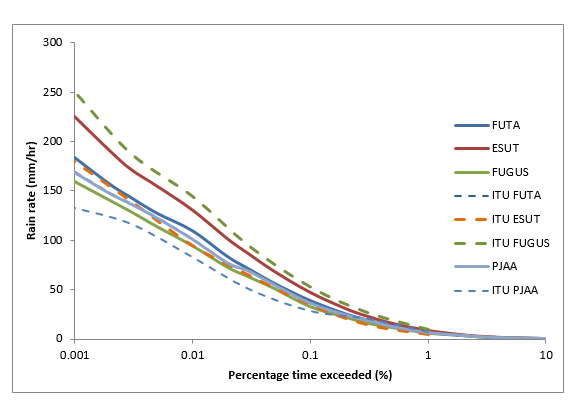 300
250
200
150
100
50
0
Rain rate (mm/hr)
0.001
0.01
0.1
1
10
Percentage time exceeded (%)
FUTA
ESUT
FUGUS
ITU FUTA
ITU ESUT
ITU FUGUS
PJAA
ITU PJAA